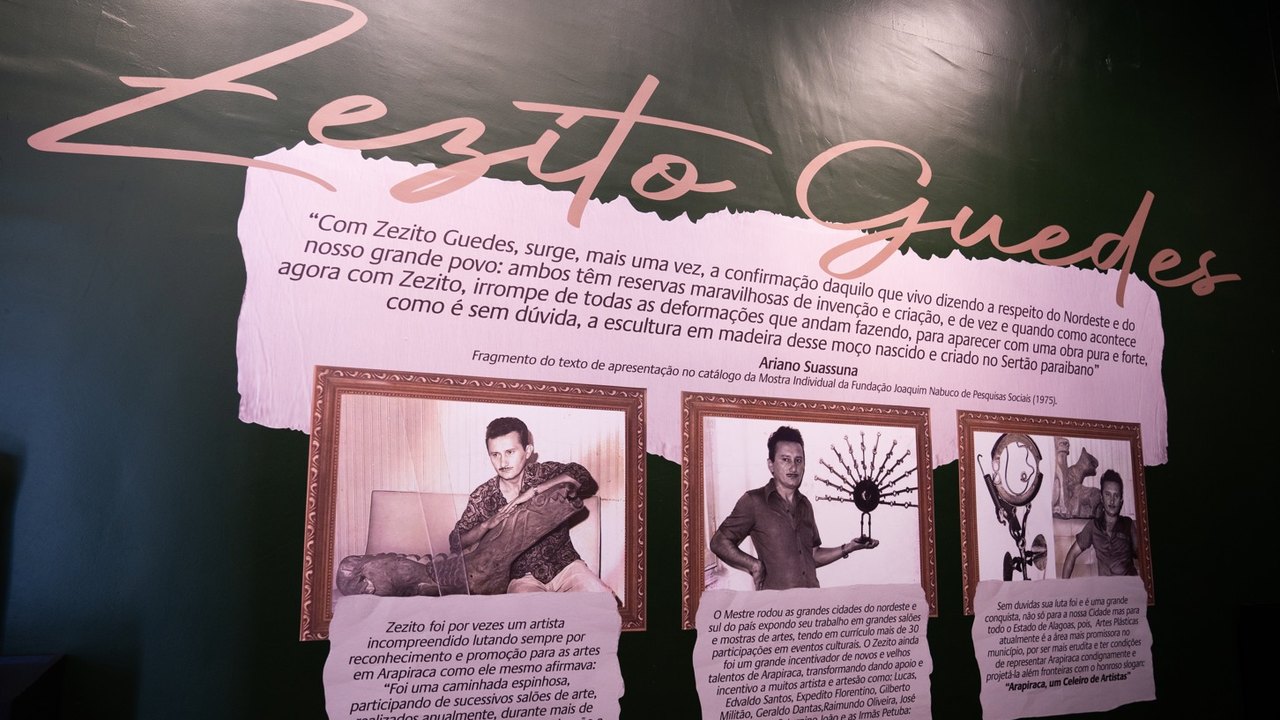 Zezito Guedes
“Com Zezito Guedes, surge, mais uma vez, a confirmação daquilo que vivo dizendo a respeito do Nordeste e do
nosso grande povo: ambos têm reservas maravilhosas de invenção e criação, e de vez e quando como acontece
agora com Zezito, irrompe de todas as deformações que andam fazendo, para aparecer com uma obra pura e forte,
como é sem dúvida, a escultura em madeira desse moço nascido e criado no Sertão paraibano”
Ariano Suassuna
Fragmento do texto de apresentação no catálogo da Mostra Individual da Fundação Joaquim Nabuco de Pesquisas Sociais (1975).
Zezito foi por vezes um artista
incompreendido lutando sempre por
reconhecimento e promoção para as artes
em Arapiraca como ele mesmo afirmava:
“Foi uma caminhada espinhosa,
participando de sucessivos salões de arte,
realizados anualmente, durante mais de
O Mestre rodou as grandes cidades do nordeste e
sul do país expondo seu trabalho em grandes salões
e mostras de artes, tendo em currículo mais de 30
participações em eventos culturais. O Zezito ainda
foi um grande incentivador de novos e velhos
talentos de Arapiraca, transformando dando apoio e
incentivo a muitos artista e artesão como: Lucas,
Edvaldo Santos, Expedito Florentino, Gilberto
Militão, Geraldo Dantas,Raimundo Oliveira, José
João e as Irmãs Petuba:
Sem duvidas sua luta foi e é uma grande
conquista, não só para a nossa Cidade mas para
todo o Estado de Alagoas, pois, Artes Plásticas
atualmente é a área mais promissora no
município, por ser mais erudita e ter condições
de representar Arapiraca condignamente e
projetá-la além fronteiras com o honroso slogan:
“Arapiraca, um Celeiro de Artistas”